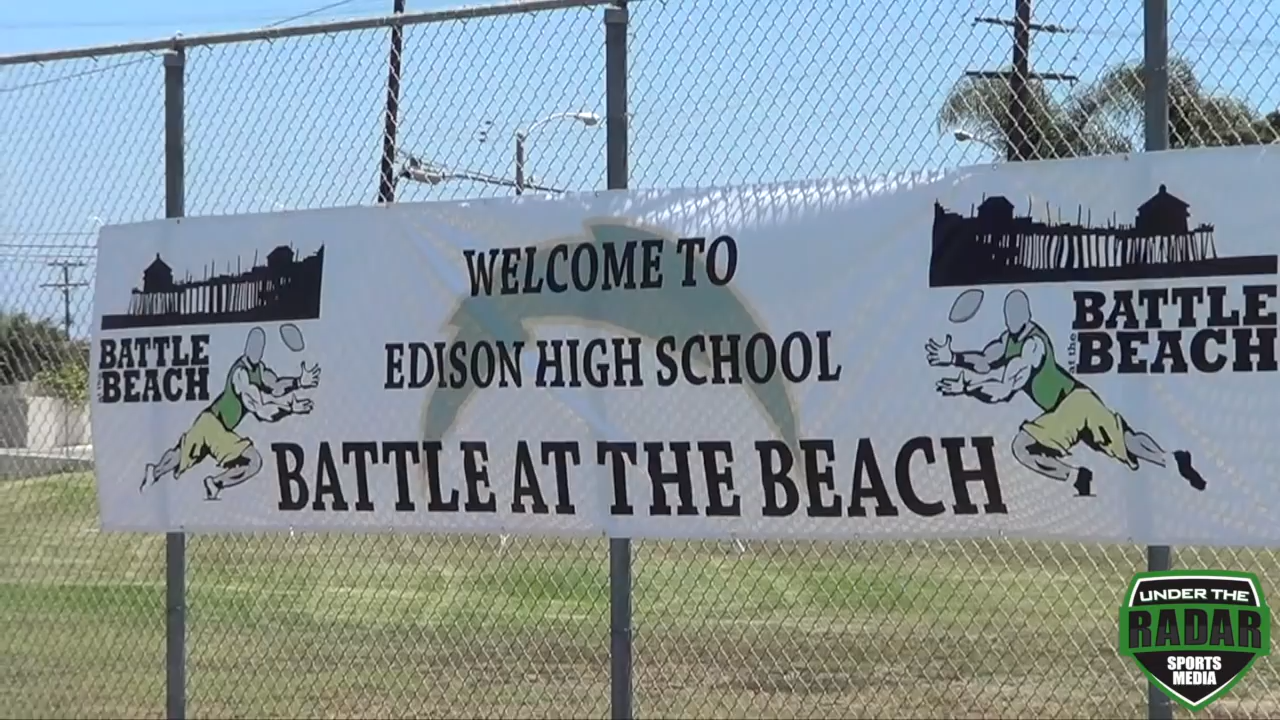 WELCOME TO
EDISON HIGH SCHOOL
BATTLE AT THE BEACH
BATTLE
BEACH
BATTLE
at the
BEACH
UNDER THE
RADAR
SPORTS
MEDIA